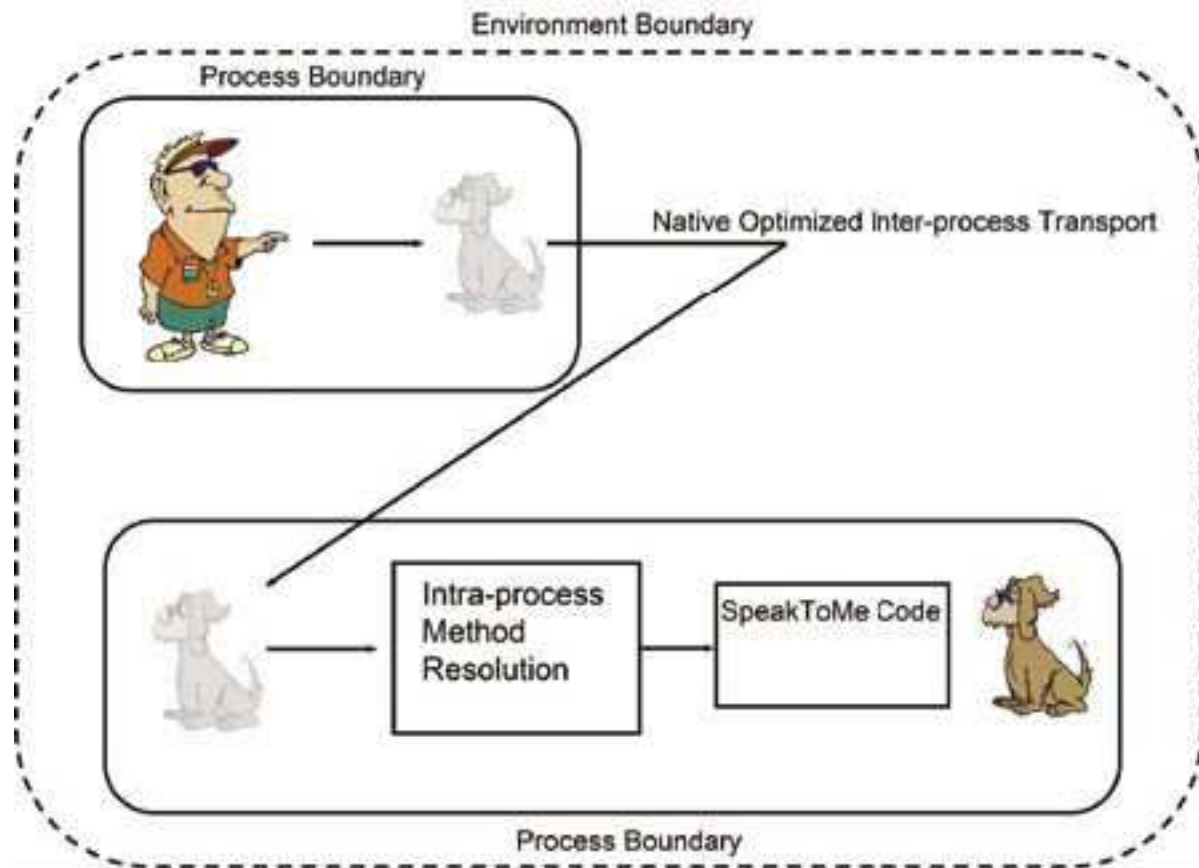 Environment Boundary
Process Boundary
Native Optimized Inter-process Transport
Intra-process
Method
Resolution
SpeakToMe Code
Process Boundary